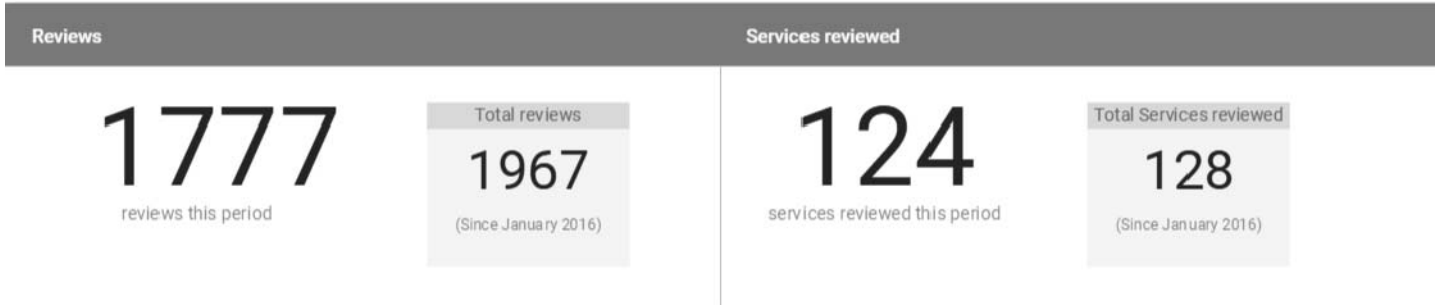 Reviews
1777
reviews this period
Total reviews
1967
(Since January 2016)
Services reviewed
124
services reviewed this period
Total Services reviewed
128
(Since January 2016)